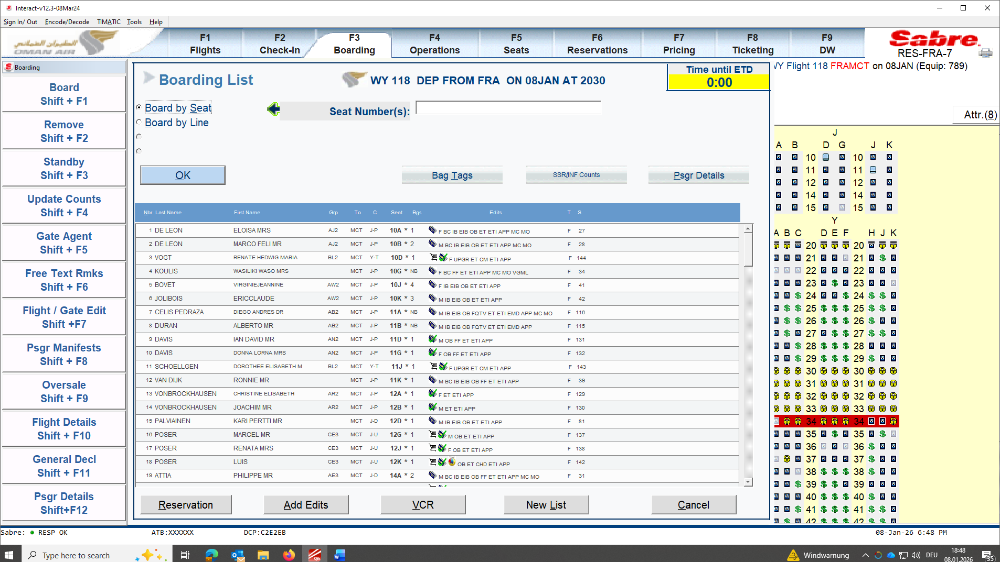 Interact-v12.3-08Mar24
Sign In/ Out Encode/Decode TIMATIC Tools Help
الطيران العماني
OMAN AIR
F1 Flights
F2 Check-In
F3 Boarding
F4 Operations
F5 Seats
F6 Reservations
F7 Pricing
F8 Ticketing
F9 DW
Sabre.
RES-FRA-7
Boarding
Board
Shift + F1
Remove
Shift + F2
Standby
Shift + F3
Update Counts
Shift + F4
Gate Agent
Shift + F5
Free Text Rmks
Shift + F6
Flight / Gate Edit
Shift +F7
Psgr Manifests
Shift + F8
Oversale
Shift + F9
Flight Details
Shift + F10
General Decl
Shift + F11
Psgr Details
Shift+F12
Boarding List
WY 118 DEP FROM FRA ON 08JAN AT 2030
Time until ETD
0:00
Board by Seat
Board by Line
Seat Number(s):
OK
Bag Tags
SSR/INF Counts
Psgr Details
Nbr Last Name First Name Grp To C Seat Bgs Edits T S
1 DE LEON ELOISA MRS AJ2 MCT J-P 10A * 1 F BC IB EIB OB ET ETI APP MC MO F 27
2 DE LEON MARCO FELI MR AJ2 MCT J-P 10B * 2 M BC IB EIB OB ET ETI APP MC MO F 28
3 VOGT RENATE HEDWIG MARIA BL2 MCT Y-T 10D * 1 F UPGR ET CM ETI APP F 144
4 KOULIS WASILIKI WASO MRS MCT J-P 10G * NB F BC FF ET ETI APP MC MO VGML F 34
5 BOVET VIRGINIEJEANNINE AW2 MCT J-P 10J * 4 F IB EIB OB ET ETI APP F 41
6 JOLIBOIS ERICCLAUDE AW2 MCT J-P 10K * 3 M IB EIB OB ET ETI APP F 42
7 CELIS PEDRAZA DIEGO ANDRES DR AB2 MCT J-P 11A * NB M IB EIB OB FQTV ET ETI EMD APP MC MO F 116
8 DURAN ALBERTO MR AB2 MCT J-P 11B * NB M IB EIB OB FQTV ET ETI EMD APP F 115
9 DAVIS IAN DAVID MR AN2 MCT J-P 11D * 1 M OB FF ET ETI APP F 131
10 DAVIS DONNA LORNA MRS AN2 MCT J-P 11G * 1 F OB FF ET ETI APP F 132
11 SCHOELLGEN DOROTHEE ELISABETH M BL2 MCT Y-T 11J * 1 F UPGR ET CM ETI APP F 143
12 VAN DIJK RONNIE MR MCT J-P 11K * 1 M BC IB EIB OB FF ET ETI APP F 39
13 VONBROCKHAUSEN CHRISTINE ELISABETH AR2 MCT J-P 12A * 1 F ET ETI APP F 129
14 VONBROCKHAUSEN JOACHIM MR AR2 MCT J-P 12B * 1 M ET ETI APP F 130
15 PALVIAINEN KARI PERTTI MR MCT J-D 12D * 1 M IB EIB OB ET ETI APP F 81
16 POSER MARCEL MR CE3 MCT J-U 12G * 1 M OB ET ETI APP F 137
17 POSER RENATA MRS CE3 MCT J-U 12J * 1 F OB ET ETI APP F 138
18 POSER LUIS CE3 MCT J-U 12K * 1 OB ET CHD ETI APP F 142
19 ATTIA PHILIPPE MR AE3 MCT J-D 14A * 2 M BC IB EIB OB FF ET ETI APP MC MO F 31
Reservation
Add Edits
VCR
New List
Cancel
WY Flight 118 FRAMCT on 08JAN (Equip: 789)
Attr.(8)
J
A B D G J K
10 10
11 11
12 12
14 14
15 15
Y
A B C D E F H J K
20 20
21 21 $
22 22
23 $ 23
24 $ $ 24 $ $
25 $ $ $ $ $ 25 $ $
26 $ $ $ $ $ 26 $
27 $ $ $ 27 $ $
28 $ $ $ $ 28
29 $ $ $ $ 29 $
30 30
31 31
32 32
33 33
34 34
35 $ 35 $
36 36 $
37 37 $
38 $ $ $ 38 $
39 $ $ $ $ 39
40 $ $ $ 40 $
41 $ $ $ $ 41 $
42 42
Sabre: RESP OK ATB:XXXXXX DCP:C2E2EB 08-Jan-26 6:48 PM
Type here to search
Qik
Windwarnung
DEU
18:48
08.01.2026
35